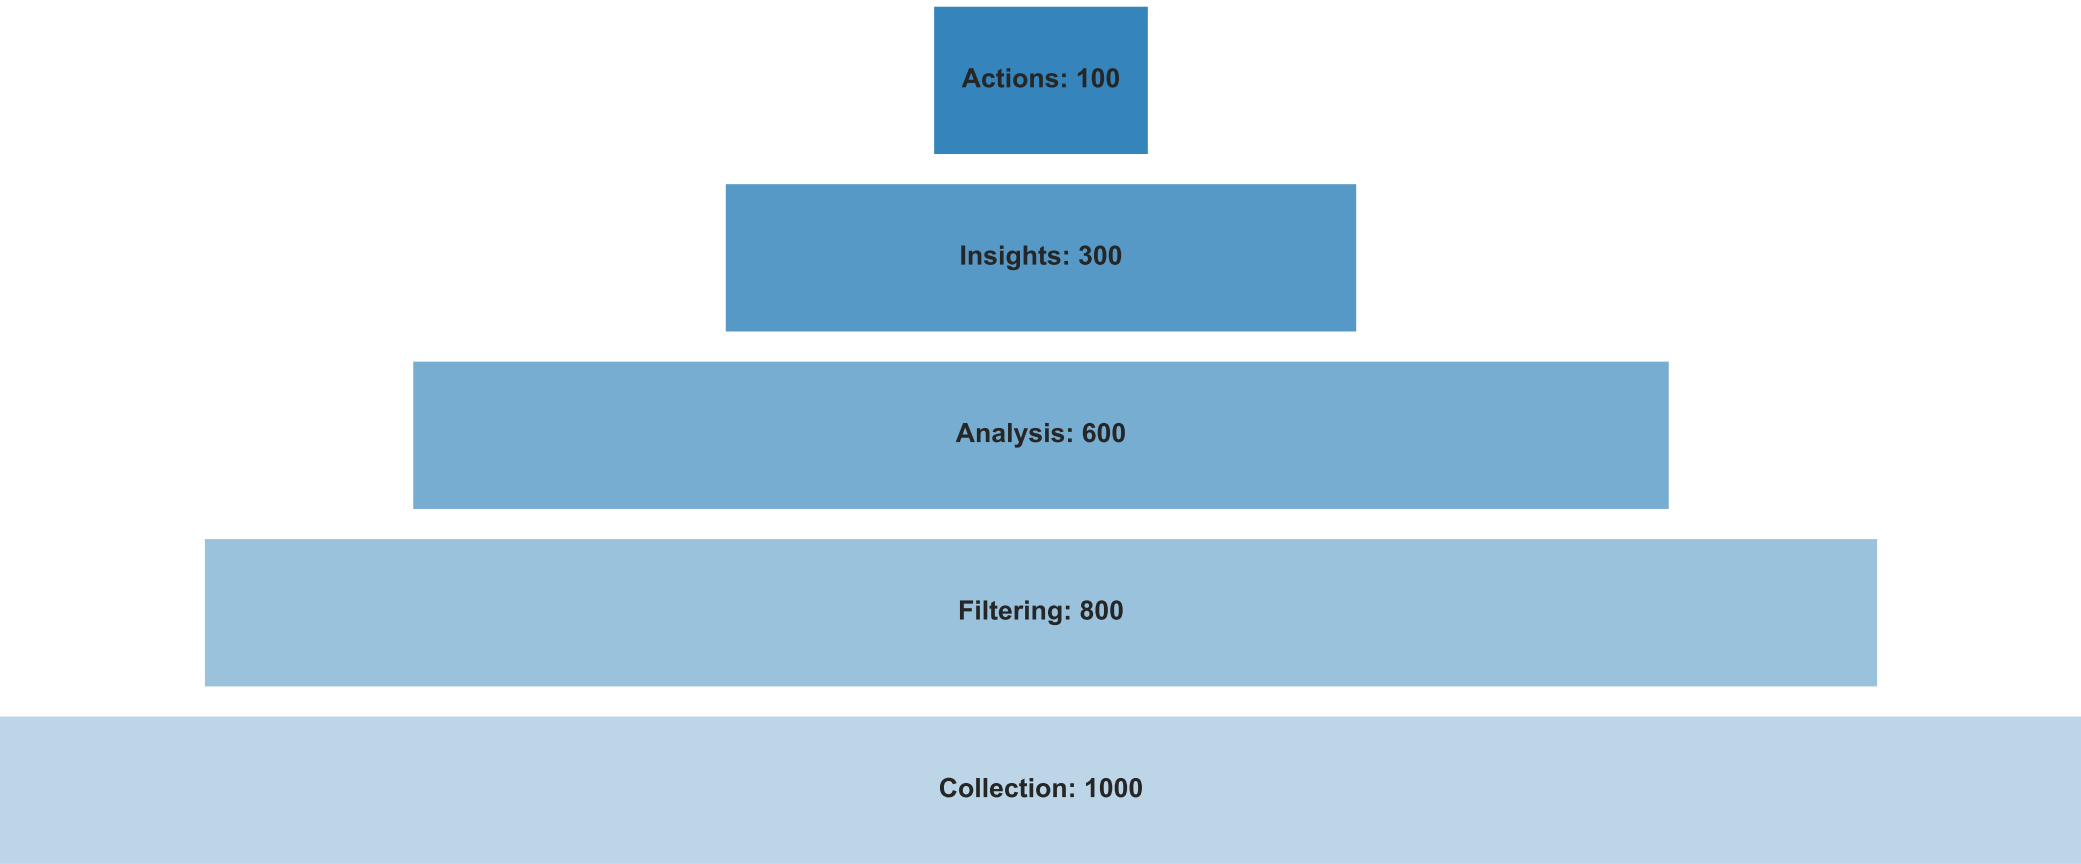 Actions: 100
Insights: 300
Analysis: 600
Filtering: 800
Collection: 1000